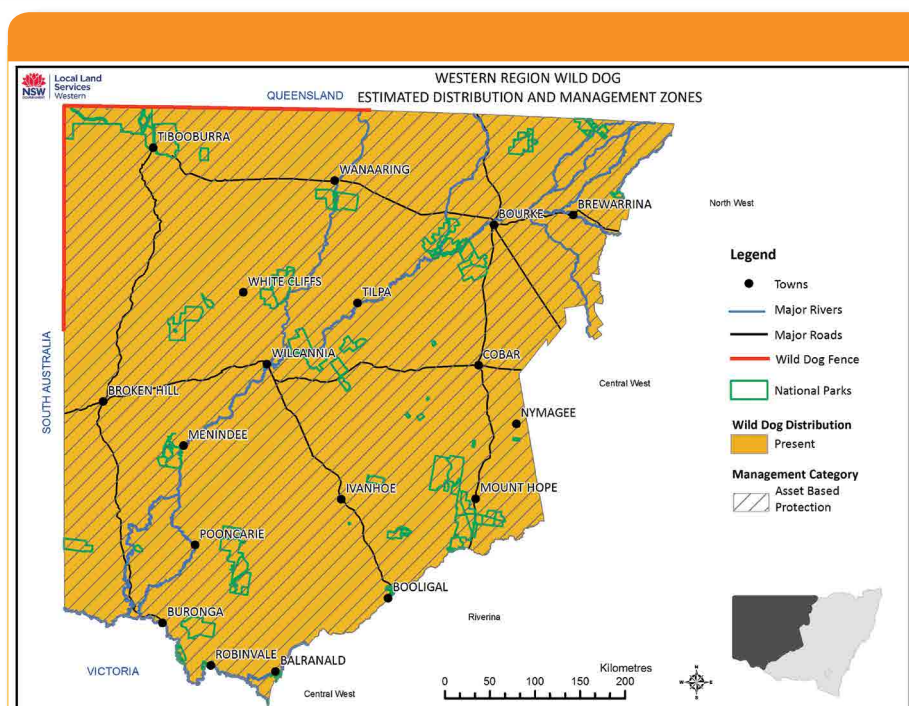 NSW
GOVERNMENT
Local Land
Services
Western
WESTERN REGION WILD DOG
ESTIMATED DISTRIBUTION AND MANAGEMENT ZONES
QUEENSLAND
TIBOOBURRA
WANAARING
BOURKE
BREWARRINA
North West
WHITE CLIFFS
TILPA
SOUTH AUSTRALIA
WILCANNIA
COBAR
Central West
BROKEN HILL
NYMAGEE
MENINDEE
IVANHOE
MOUNT HOPE
POONCARIE
BOOLIGAL
Riverina
BURONGA
ROBINVALE
BALRANALD
VICTORIA
Central West
Legend
Towns
Major Rivers
Major Roads
Wild Dog Fence
National Parks
Wild Dog Distribution
Present
Management Category
Asset Based
Protection
Kilometres
0 50 100 150 200
N
W E
S